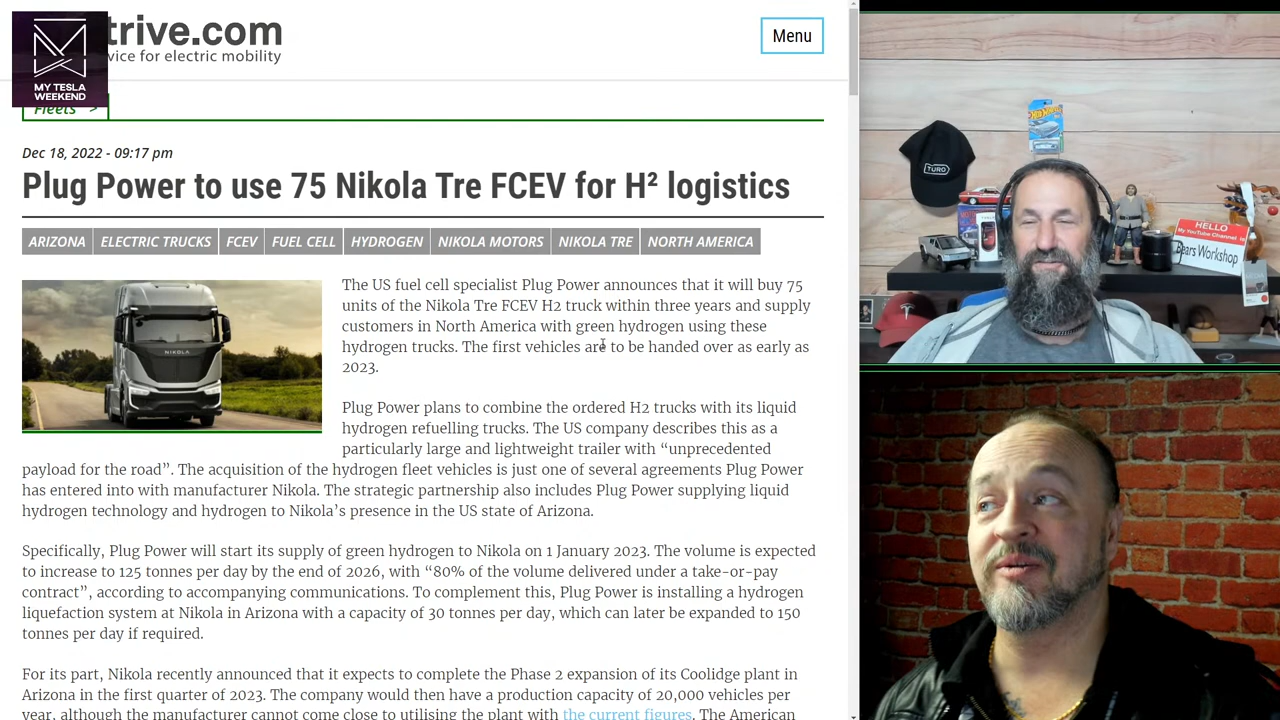 trive.com
vice for electric mobility
Menu
MY TESLA
WEEKEND
Fleets >
Dec 18, 2022 - 09:17 pm
Plug Power to use 75 Nikola Tre FCEV for H² logistics
ARIZONA ELECTRIC TRUCKS FCEV FUEL CELL HYDROGEN NIKOLA MOTORS NIKOLA TRE NORTH AMERICA
NIKOLA
The US fuel cell specialist Plug Power announces that it will buy 75
units of the Nikola Tre FCEV H2 truck within three years and supply
customers in North America with green hydrogen using these
hydrogen trucks. The first vehicles are to be handed over as early as
2023.
Plug Power plans to combine the ordered H2 trucks with its liquid
hydrogen refuelling trucks. The US company describes this as a
particularly large and lightweight trailer with “unprecedented
payload for the road”. The acquisition of the hydrogen fleet vehicles is just one of several agreements Plug Power
has entered into with manufacturer Nikola. The strategic partnership also includes Plug Power supplying liquid
hydrogen technology and hydrogen to Nikola’s presence in the US state of Arizona.
Specifically, Plug Power will start its supply of green hydrogen to Nikola on 1 January 2023. The volume is expected
to increase to 125 tonnes per day by the end of 2026, with “80% of the volume delivered under a take-or-pay
contract”, according to accompanying communications. To complement this, Plug Power is installing a hydrogen
liquefaction system at Nikola in Arizona with a capacity of 30 tonnes per day, which can later be expanded to 150
tonnes per day if required.
For its part, Nikola recently announced that it expects to complete the Phase 2 expansion of its Coolidge plant in
Arizona in the first quarter of 2023. The company would then have a production capacity of 20,000 vehicles per
year, although the manufacturer cannot come close to utilising the plant with the current figures. The American
Hot Wheels
TURO
HELLO
My YouTube Channel is
Bears Workshop